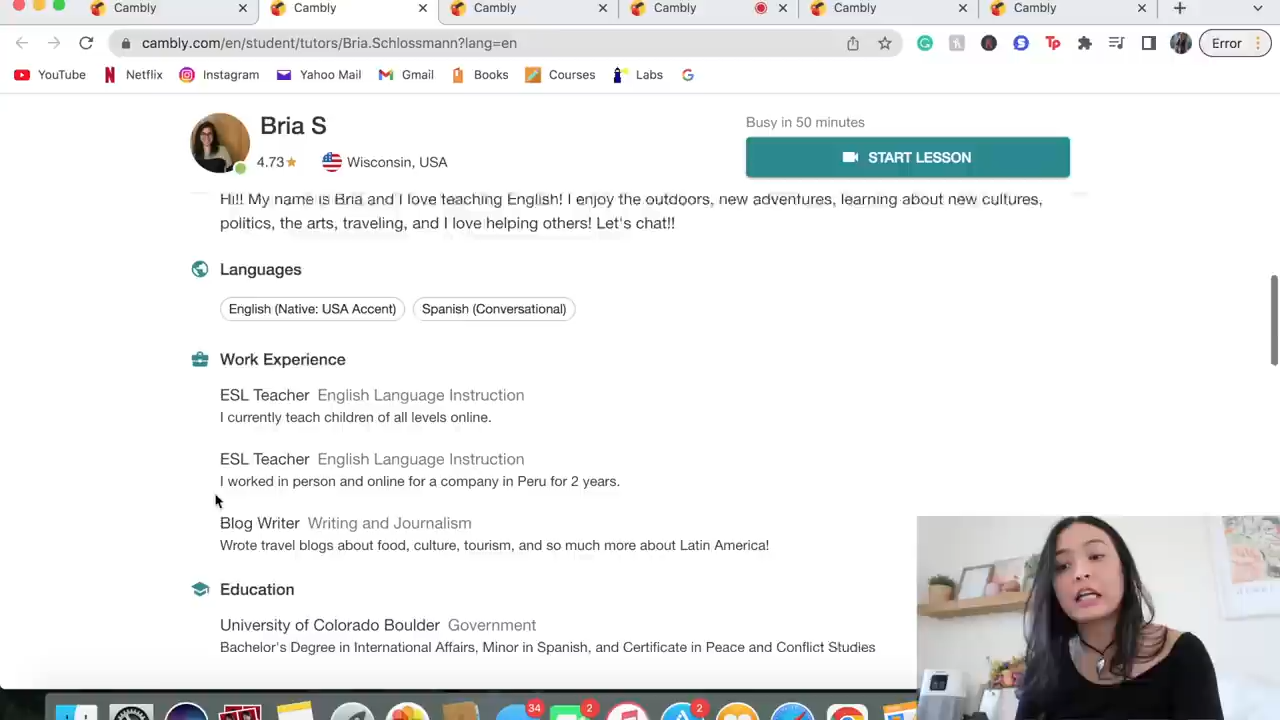 Cambly
Cambly
Cambly
Cambly
Cambly
Cambly
cambly.com/en/student/tutors/Bria.Schlossmann?lang=en
Error
YouTube
Netflix
Instagram
Yahoo Mail
Gmail
Books
Courses
Labs
Bria S
4.73
Wisconsin, USA
Busy in 50 minutes
START LESSON
Hi!! My name is Bria and I love teaching English! I enjoy the outdoors, new adventures, learning about new cultures,
politics, the arts, traveling, and I love helping others! Let's chat!!
Languages
English (Native: USA Accent)
Spanish (Conversational)
Work Experience
ESL Teacher English Language Instruction
I currently teach children of all levels online.
ESL Teacher English Language Instruction
I worked in person and online for a company in Peru for 2 years.
Blog Writer Writing and Journalism
Wrote travel blogs about food, culture, tourism, and so much more about Latin America!
Education
University of Colorado Boulder Government
Bachelor's Degree in International Affairs, Minor in Spanish, and Certificate in Peace and Conflict Studies
34
2
2